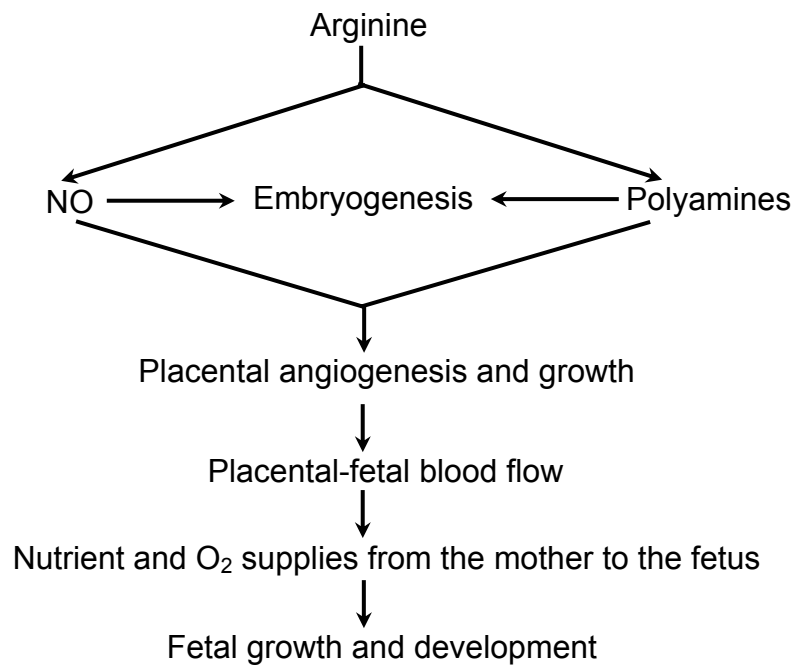 Arginine
NO
Embryogenesis
Polyamines
Placental angiogenesis and growth
Placental-fetal blood flow
Nutrient and O₂ supplies from the mother to the fetus
Fetal growth and development